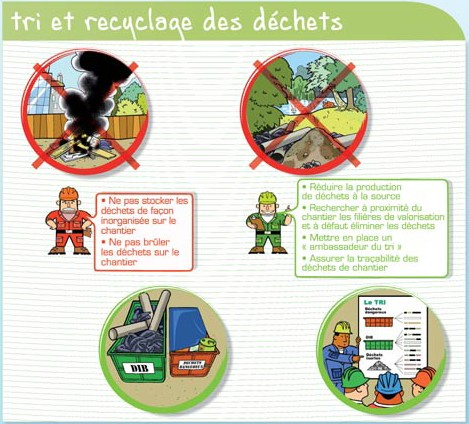 tri et recyclage des déchets
• Ne pas stocker les
déchets de façon
inorganisée sur le
chantier
• Ne pas brûler
les déchets sur le
chantier
• Réduire la production
de déchets à la source
• Rechercher à proximité du
chantier les filières de valorisation
et à défaut éliminer les déchets
• Mettre en place un
« ambassadeur du tri »
• Assurer la traçabilité des
déchets de chantier
DIB
DECHETS
DANGEREUX
Le TRI
Déchets
dangereux
DIB
Déchets
inertes